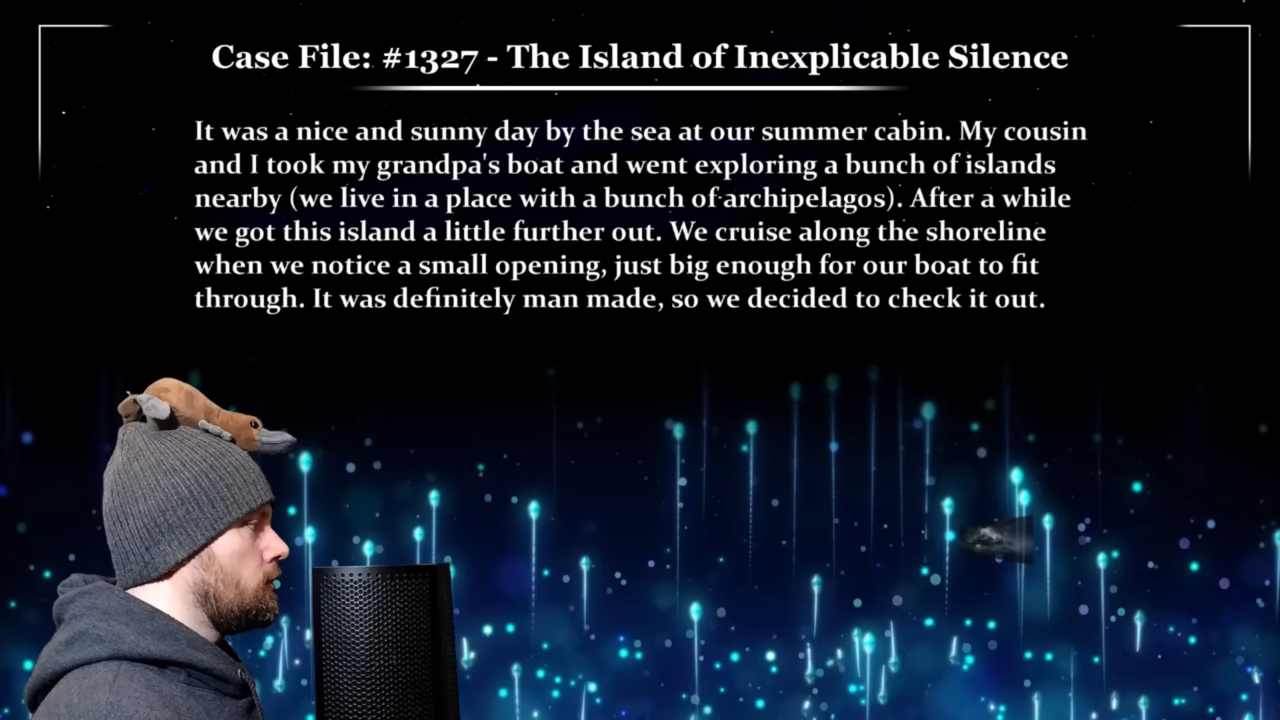 Case File: #1327 - The Island of Inexplicable Silence
It was a nice and sunny day by the sea at our summer cabin. My cousin
and I took my grandpa's boat and went exploring a bunch of islands
nearby (we live in a place with a bunch of archipelagos). After a while
we got this island a little further out. We cruise along the shoreline
when we notice a small opening, just big enough for our boat to fit
through. It was definitely man made, so we decided to check it out.